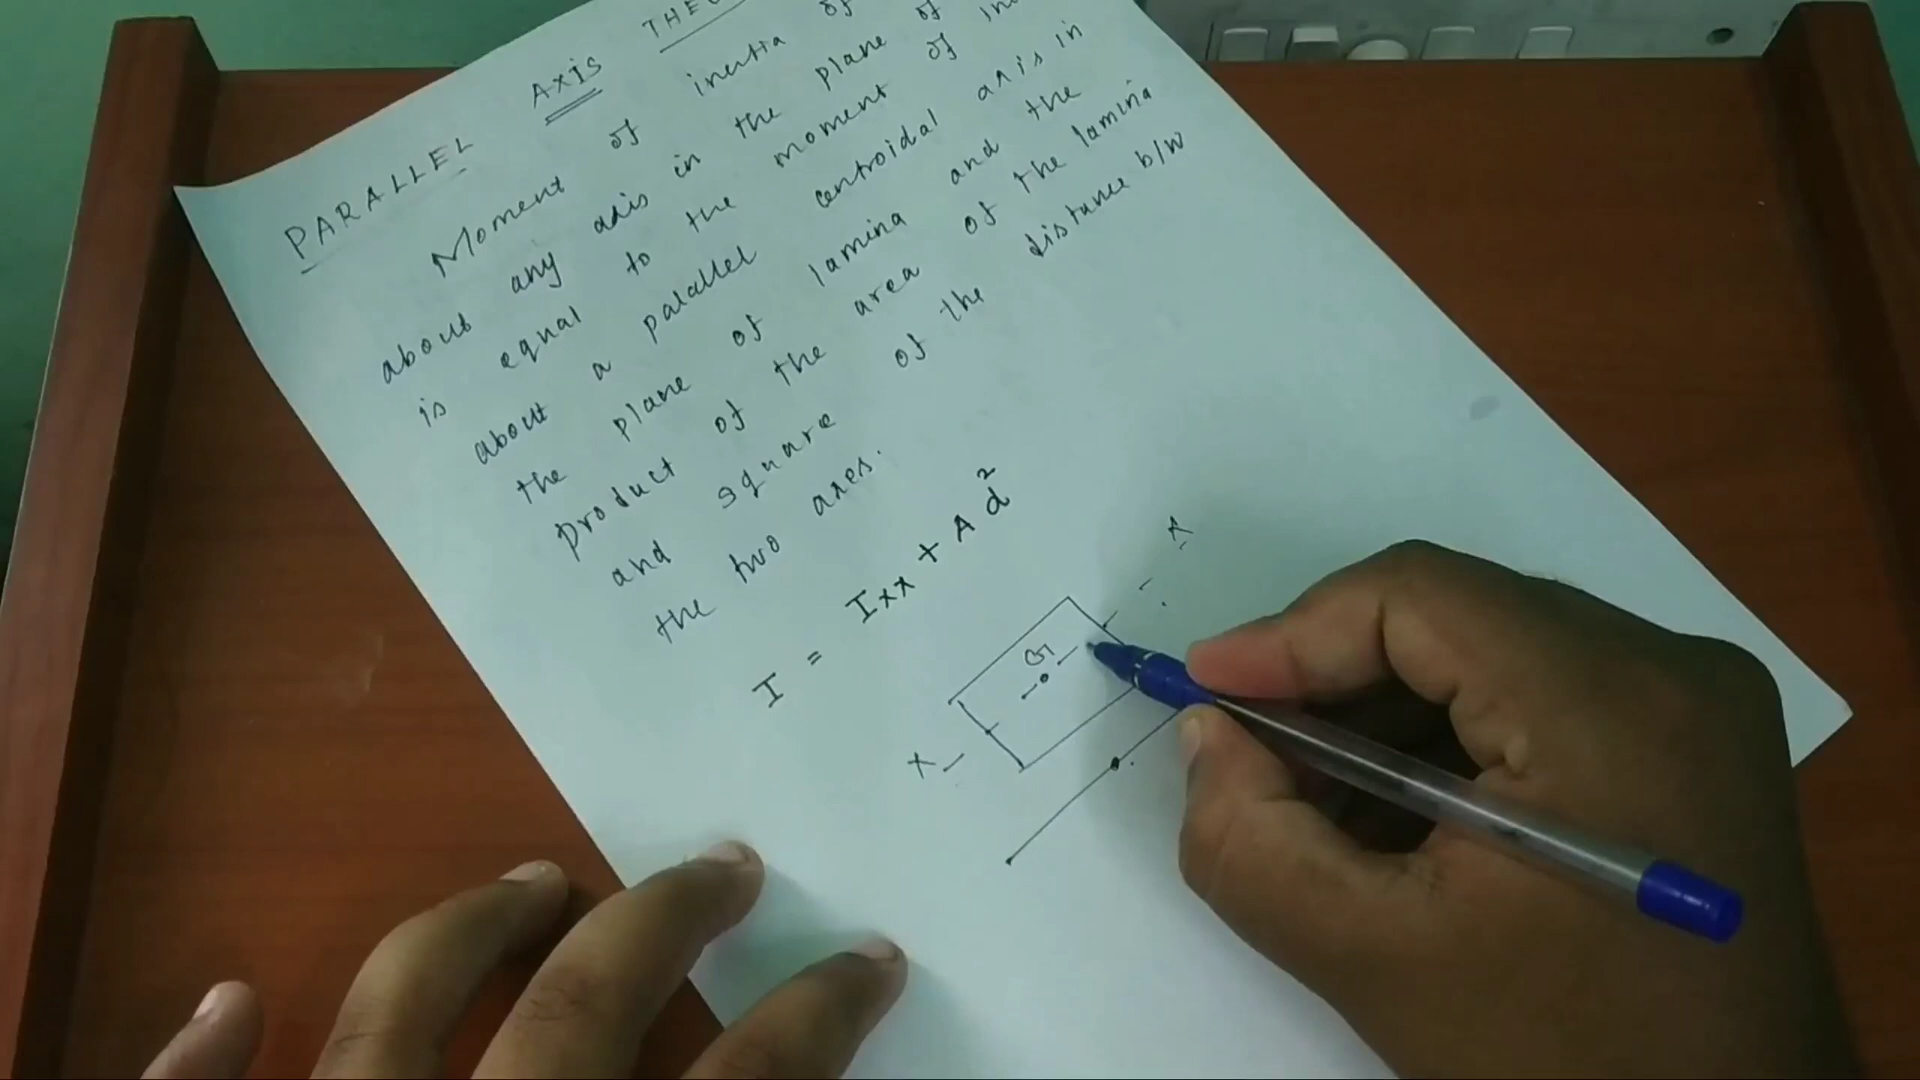 PARALLEL AXIS
Moment of inertia of
about any axis in the plane of
is equal to the moment of
about a parallel centroidal axis in
the plane of lamina and the
product of the area of the lamina
and square of the distance b/w
the two axes.
I = Ixx + Ad²
G
X